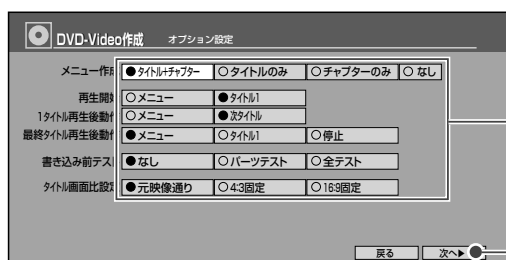 DVD-Video作成 オプション設定
メニュー作成 ●タイトル+チャプター ○タイトルのみ ○チャプターのみ ○なし
再生開始 ○メニュー ●タイトル1
1タイトル再生後動作 ○メニュー ●次タイトル
最終タイトル再生後動作 ●メニュー ○タイトル1 ○停止
書き込み前テスト ●なし ○パーツテスト ○全テスト
タイトル画面比設定 ●元映像通り ○4:3固定 ○16:9固定
戻る 次へ▶